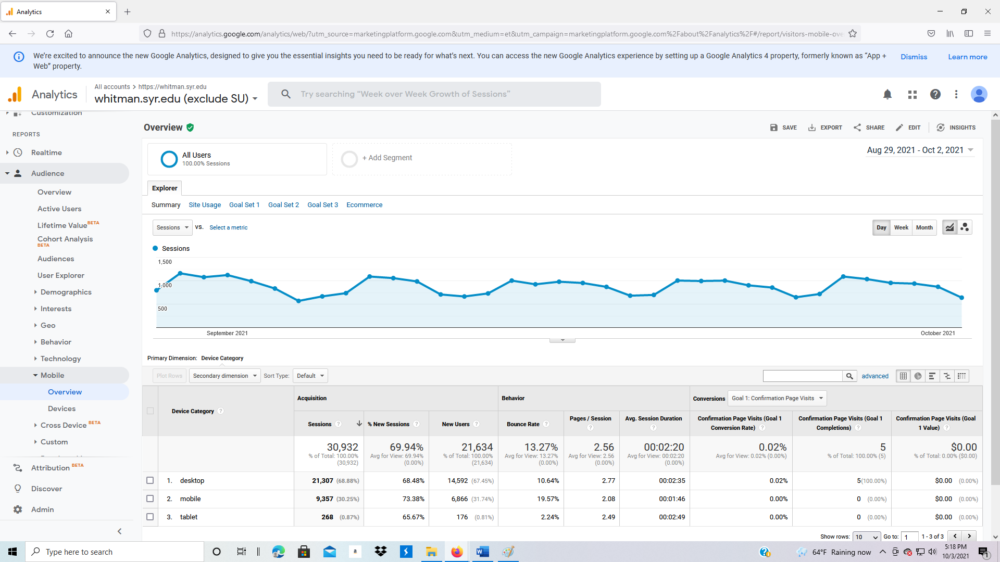 Analytics
https://analytics.google.com/analytics/web/?utm_source=marketingplatform.google.com&utm_medium=et&utm_campaign=marketingplatform.google.com%2Fabout%2Fanalytics%2F#/report/visitors-mobile-ove
We're excited to announce the new Google Analytics, designed to give you the essential insights you need to be ready for what's next. You can access the new Google Analytics experience by setting up a Google Analytics 4 property, formerly known as “App +
Web” property.
Dismiss
Learn more
Analytics
All accounts > https://whitman.syr.edu
whitman.syr.edu (exclude SU)
Try searching “Week over Week Growth of Sessions”
Customization
REPORTS
Realtime
Audience
Overview
Active Users
Lifetime Value BETA
Cohort Analysis
BETA
Audiences
User Explorer
Demographics
Interests
Geo
Behavior
Technology
Mobile
Overview
Devices
Cross Device BETA
Custom
Attribution BETA
Discover
Admin
Overview
SAVE
EXPORT
SHARE
EDIT
INSIGHTS
All Users
100.00% Sessions
+ Add Segment
Aug 29, 2021 - Oct 2, 2021
Explorer
Summary Site Usage Goal Set 1 Goal Set 2 Goal Set 3 Ecommerce
Sessions vs. Select a metric
Day Week Month
Sessions
1,500
1,000
500
September 2021 October 2021
Primary Dimension: Device Category
Plot Rows Secondary dimension Sort Type: Default
advanced
Device Category ?
Acquisition
Behavior
Conversions Goal 1: Confirmation Page Visits
Sessions ? % New Sessions ? New Users ? Bounce Rate ? Pages / Session ? Avg. Session Duration ? Confirmation Page Visits (Goal 1 Conversion Rate) ? Confirmation Page Visits (Goal 1 Completions) ? Confirmation Page Visits (Goal 1 Value) ?
30,932 69.94% 21,634 13.27% 2.56 00:02:20 0.02% 5 $0.00
% of Total: 100.00% Avg for View: 69.94% % of Total: 100.00% Avg for View: 13.27% Avg for View: 2.56 Avg for View: 00:02:20 Avg for View: 0.02% (0.00%) % of Total: 100.00% (5) % of Total: 0.00% ($0.00)
(30,932) (0.00%) (21,634) (0.00%) (0.00%) (0.00%)
1. desktop 21,307 (68.88%) 68.48% 14,592 (67.45%) 10.64% 2.77 00:02:35 0.02% 5(100.00%) $0.00 (0.00%)
2. mobile 9,357 (30.25%) 73.38% 6,866 (31.74%) 19.57% 2.08 00:01:46 0.00% 0 (0.00%) $0.00 (0.00%)
3. tablet 268 (0.87%) 65.67% 176 (0.81%) 2.24% 2.49 00:02:49 0.00% 0 (0.00%) $0.00 (0.00%)
Show rows: 10 Go to: 1 1 - 3 of 3
Type here to search
a
W
64°F Raining now
5:18 PM
10/3/2021
1